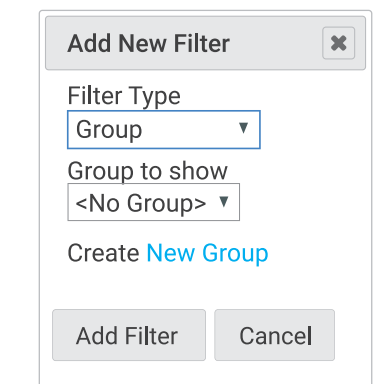 Add New Filter
Filter Type
Group
Group to show
<No Group>
Create New Group
Add Filter Cancel